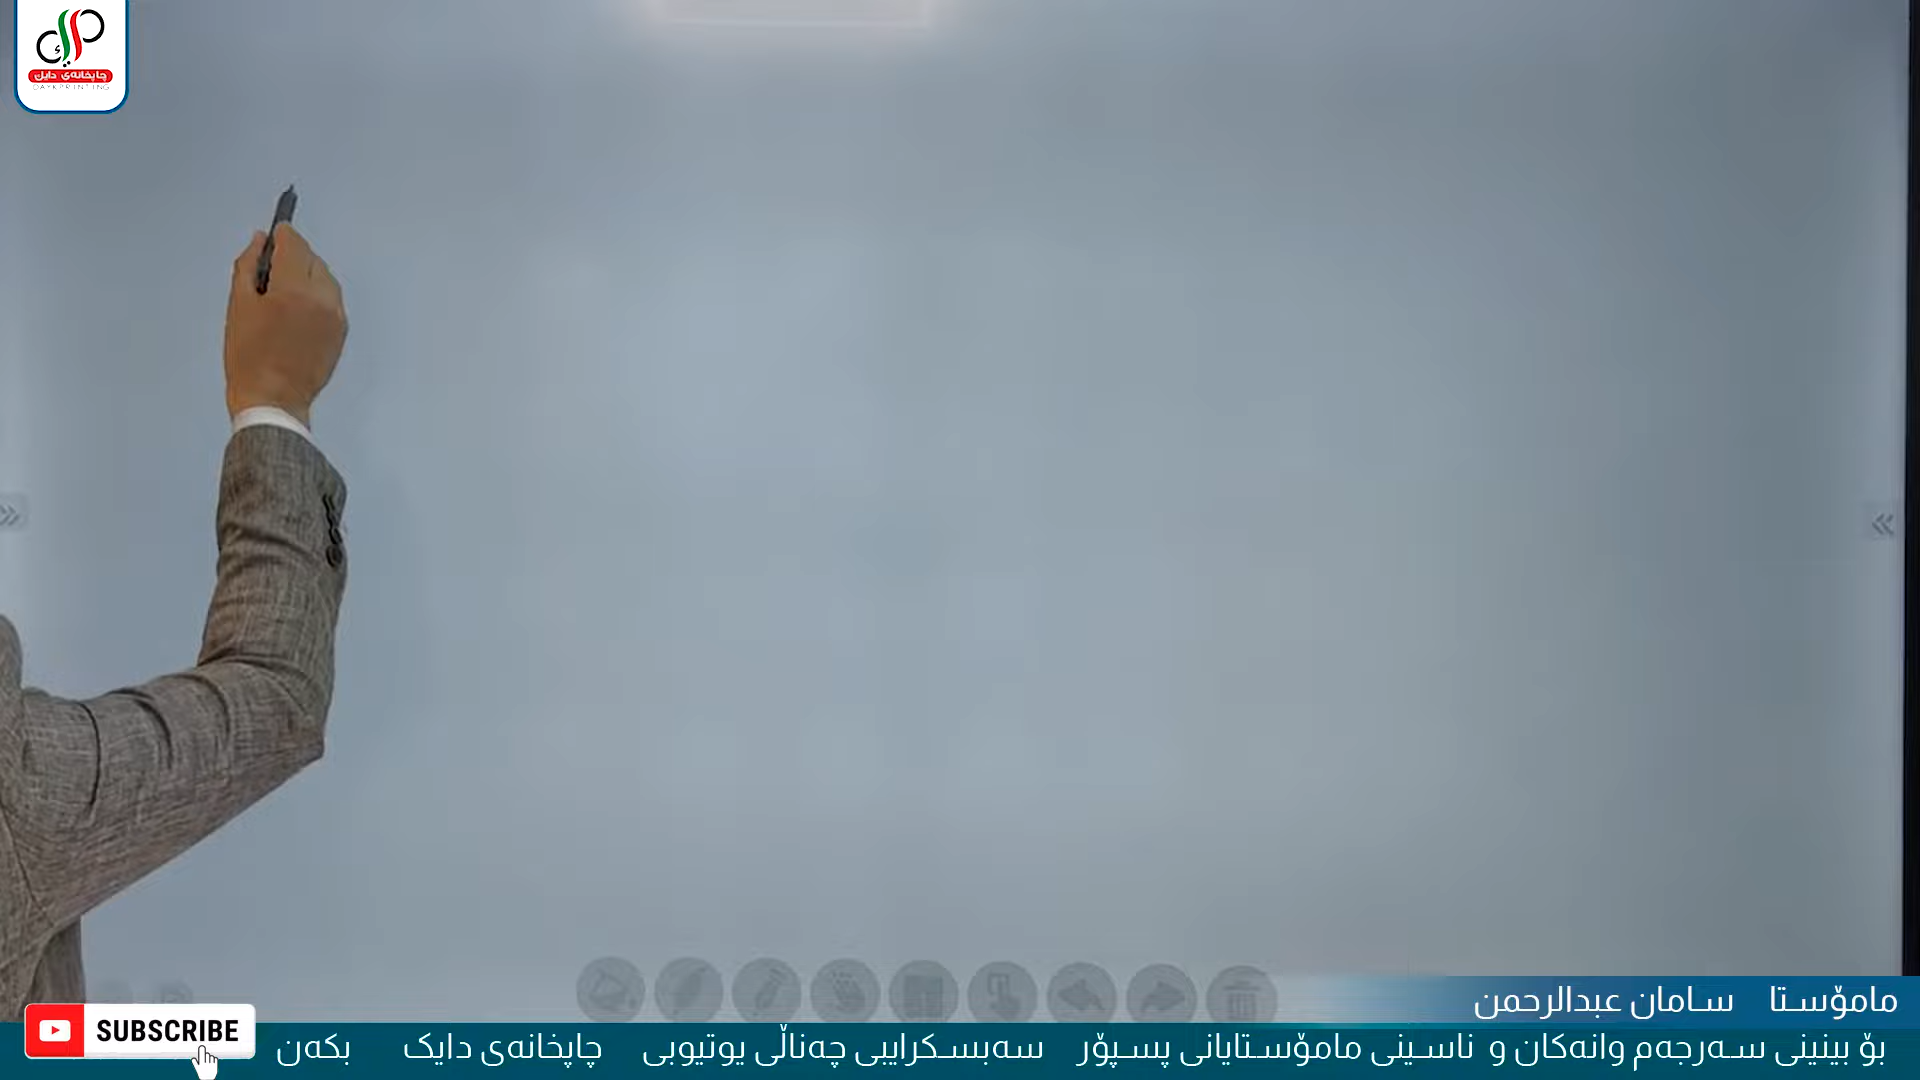 چاپخانەی دایک
DAYKPRINTING
مامۆستا سامان عبدالرحمن
SUBSCRIBE
بۆ بینینی سەرجەم وانەکان و ناسینی مامۆستایانی پسپۆر سەبسکرایبی چەناڵی یوتیوبی چاپخانەی دایک بکەن